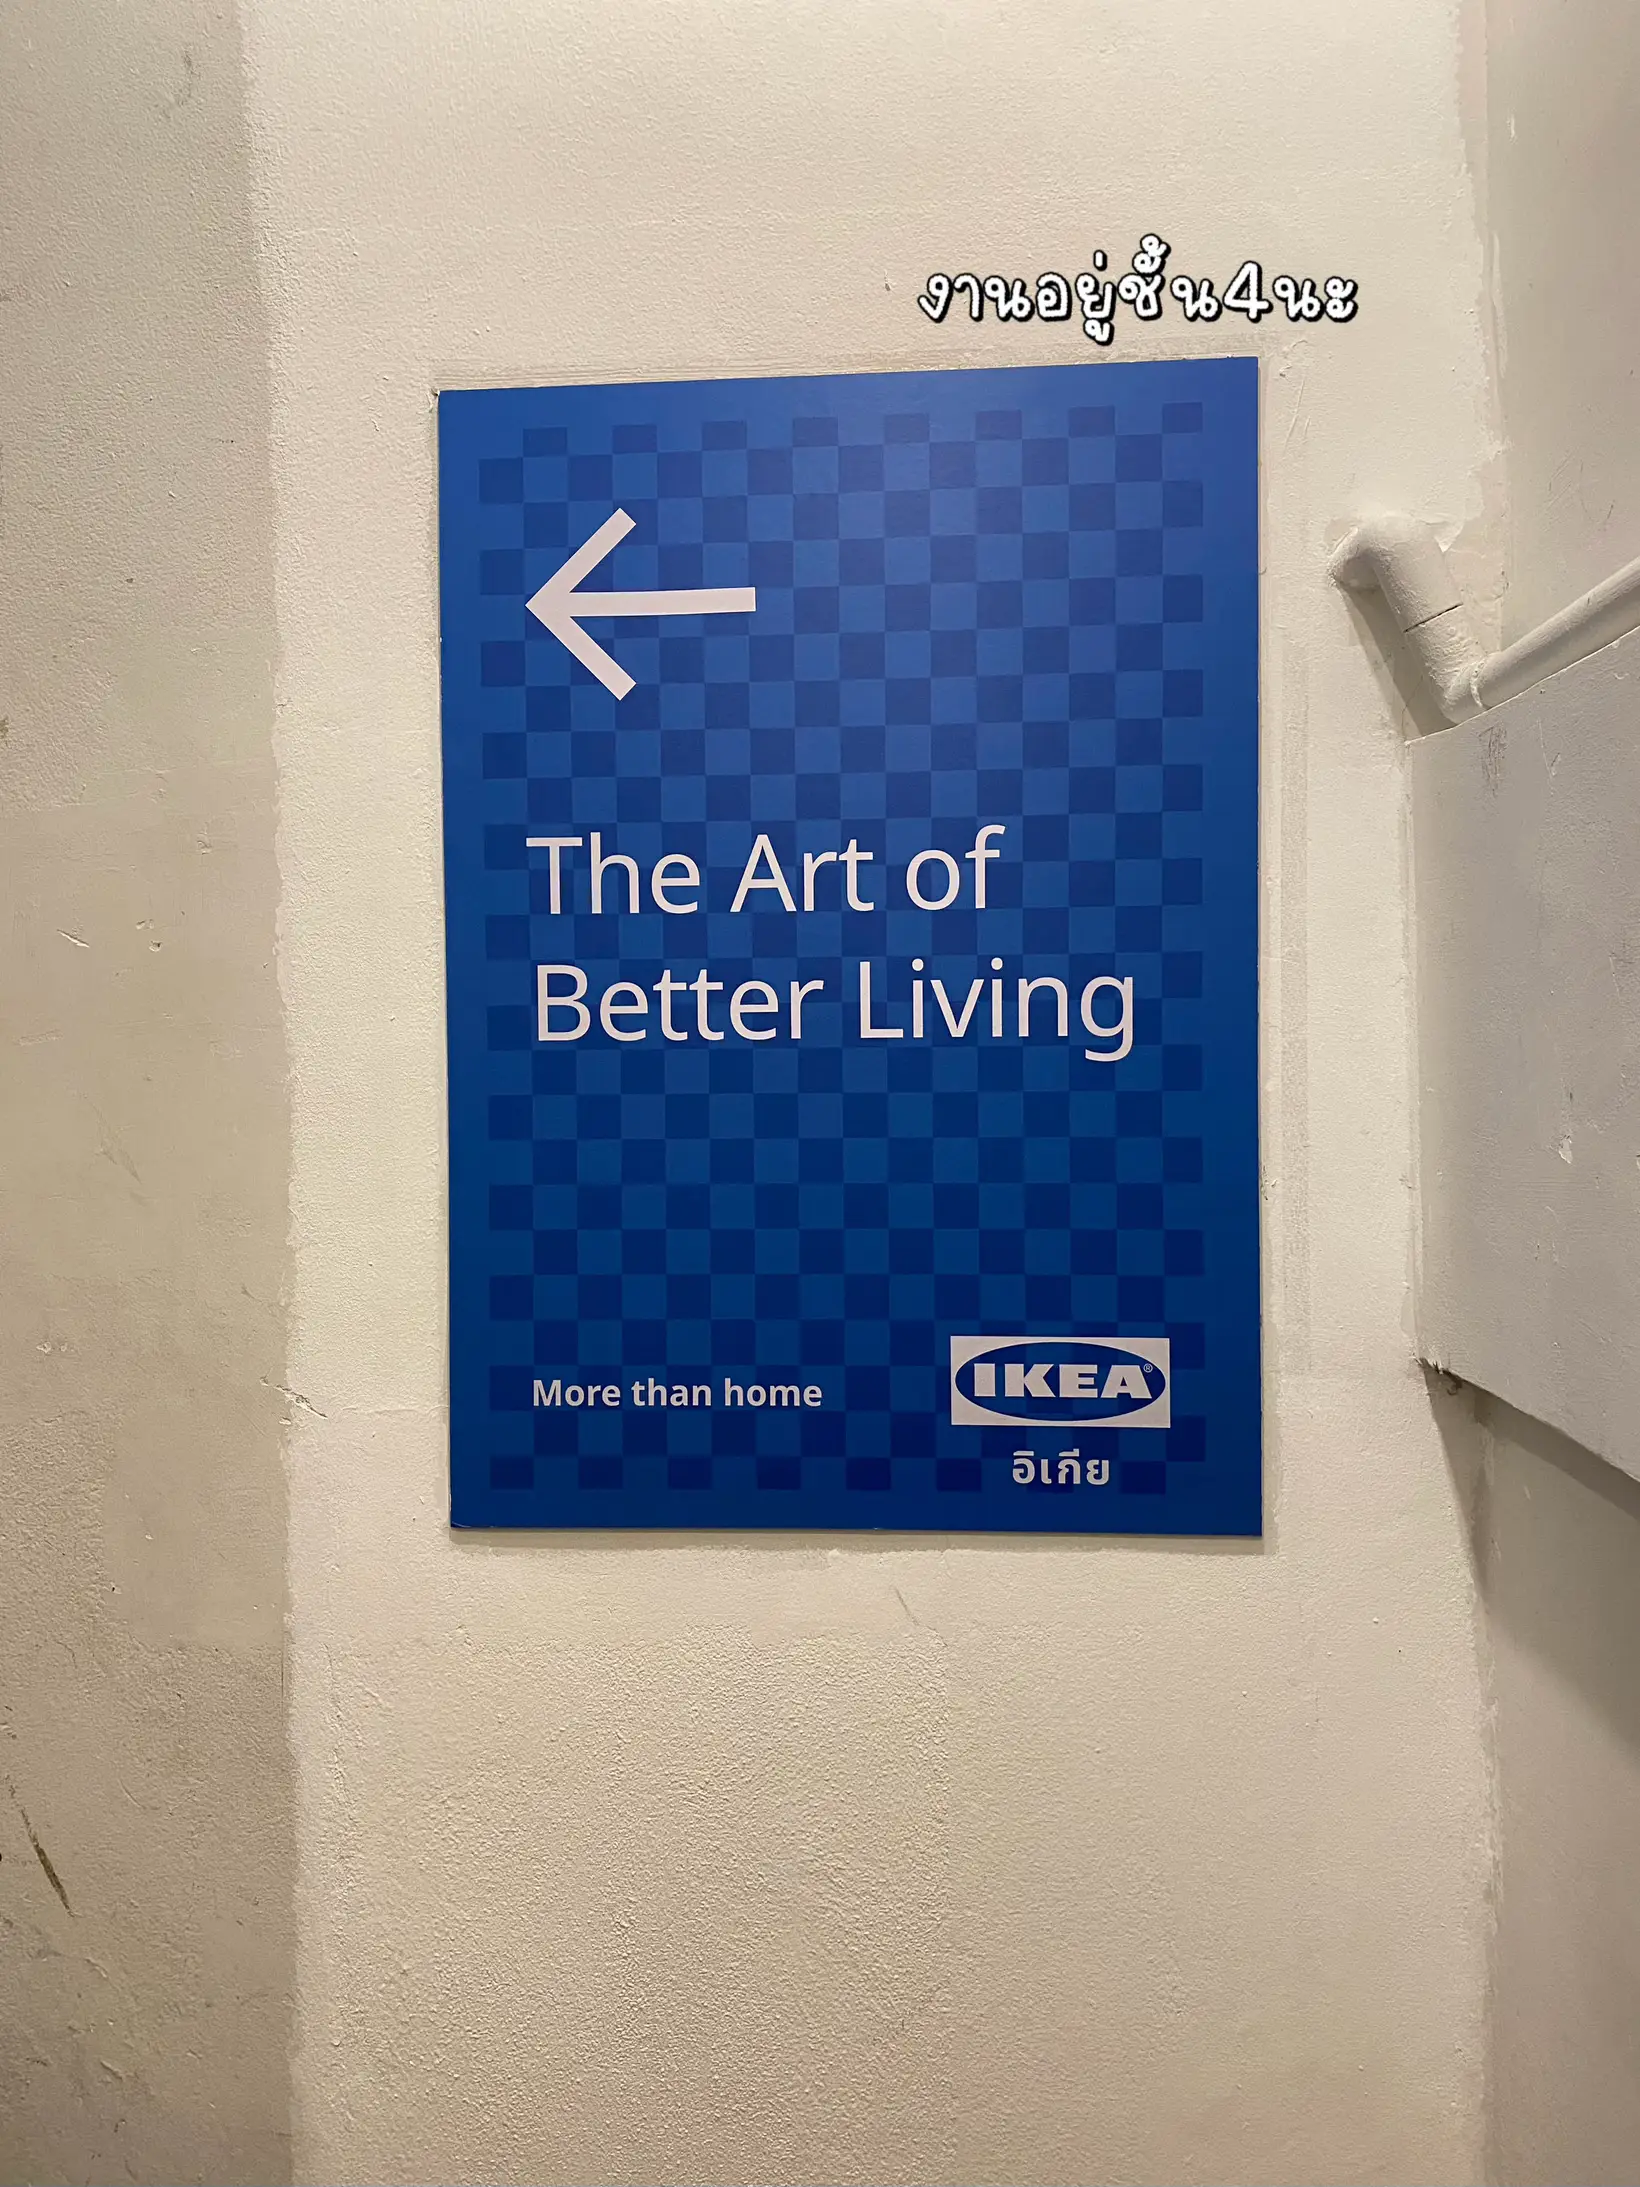 งานอยู่ชั้น4นะ
The Art of
Better Living
More than home
IKEA®
อิเกีย